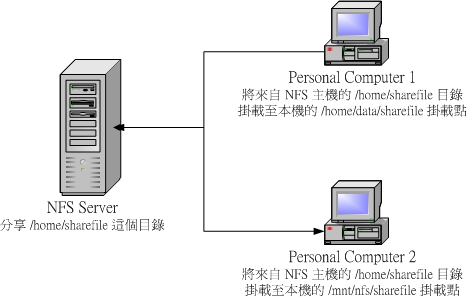 Personal Computer 1
將來自 NFS 主機的 /home/sharefile 目錄
掛載至本機的 /home/data/sharefile 掛載點
NFS Server
分享 /home/sharefile 這個目錄
Personal Computer 2
將來自 NFS 主機的 /home/sharefile 目錄
掛載至本機的 /mnt/nfs/sharefile 掛載點